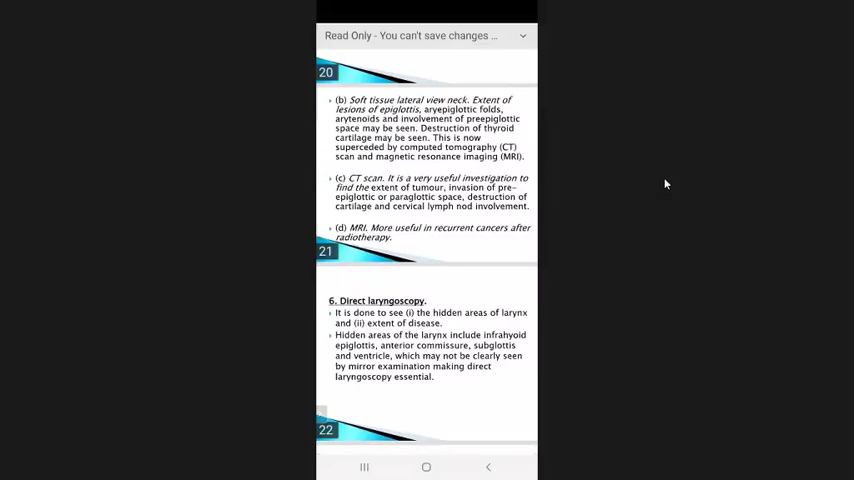 Read Only - You can't save changes ...
20
(b) Soft tissue lateral view neck. Extent of
lesions of epiglottis, aryepiglottic folds,
arytenoids and involvement of preepiglottic
space may be seen. Destruction of thyroid
cartilage may be seen. This is now
superceded by computed tomography (CT)
scan and magnetic resonance imaging (MRI).
(c) CT scan. It is a very useful investigation to
find the extent of tumour, invasion of pre-
epiglottic or paraglottic space, destruction of
cartilage and cervical lymph nod involvement.
(d) MRI. More useful in recurrent cancers after
radiotherapy.
21
6. Direct laryngoscopy.
It is done to see (i) the hidden areas of larynx
and (ii) extent of disease.
Hidden areas of the larynx include infrahyoid
epiglottis, anterior commissure, subglottis
and ventricle, which may not be clearly seen
by mirror examination making direct
laryngoscopy essential.
22